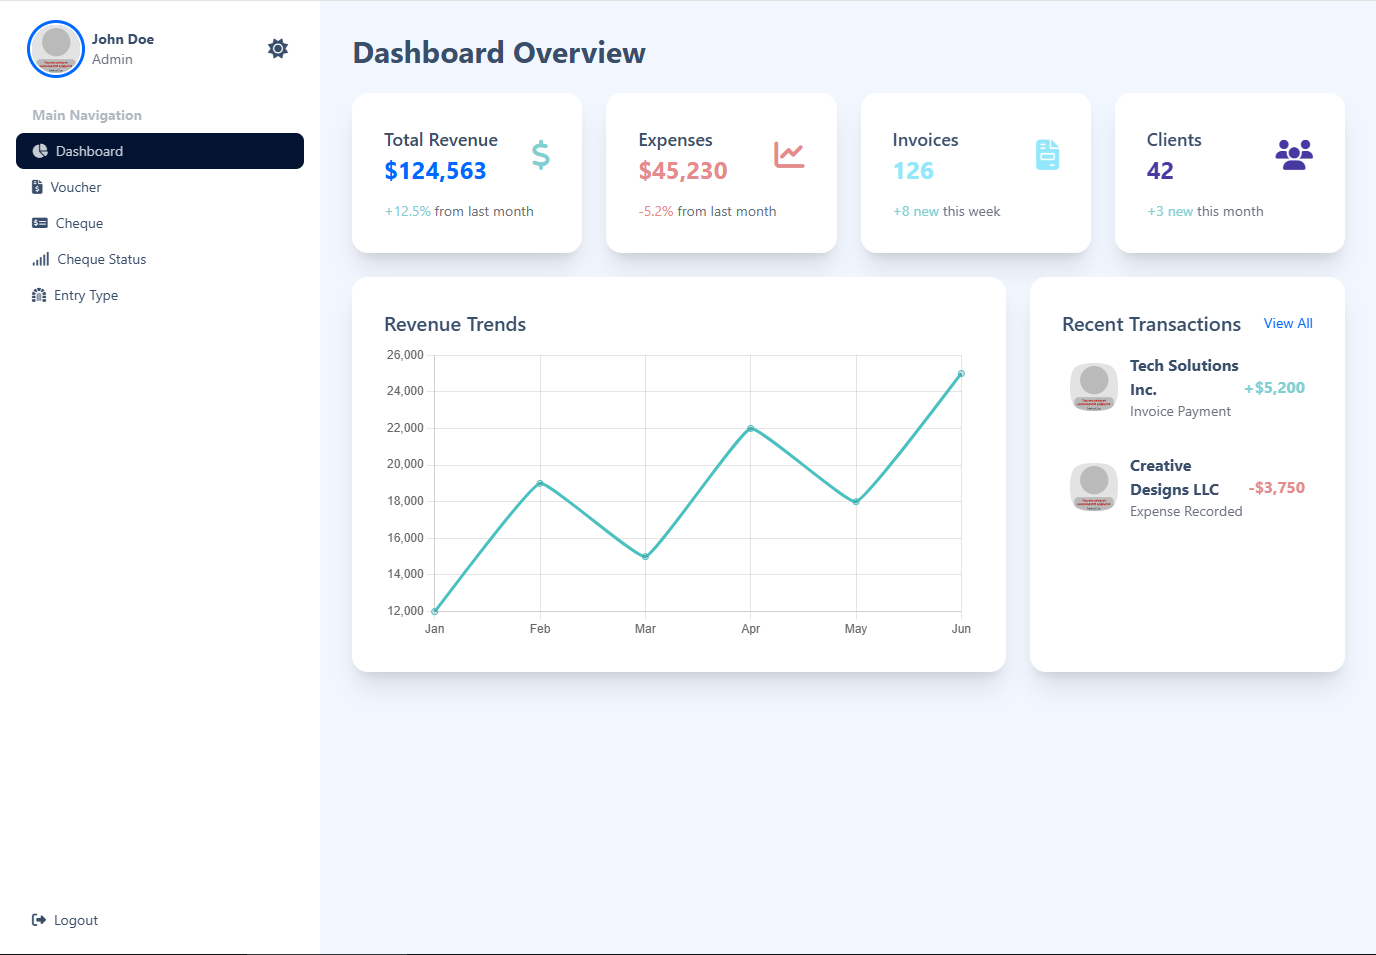 John Doe
Admin
Main Navigation
Dashboard
Voucher
Cheque
Cheque Status
Entry Type
Logout
Dashboard Overview
Total Revenue
$124,563
+12.5% from last month
Expenses
$45,230
-5.2% from last month
Invoices
126
+8 new this week
Clients
42
+3 new this month
Revenue Trends
26,000
24,000
22,000
20,000
18,000
16,000
14,000
12,000
Jan Feb Mar Apr May Jun
Recent Transactions View All
Tech Solutions
Inc.
+$5,200
Invoice Payment
Creative
Designs LLC
-$3,750
Expense Recorded